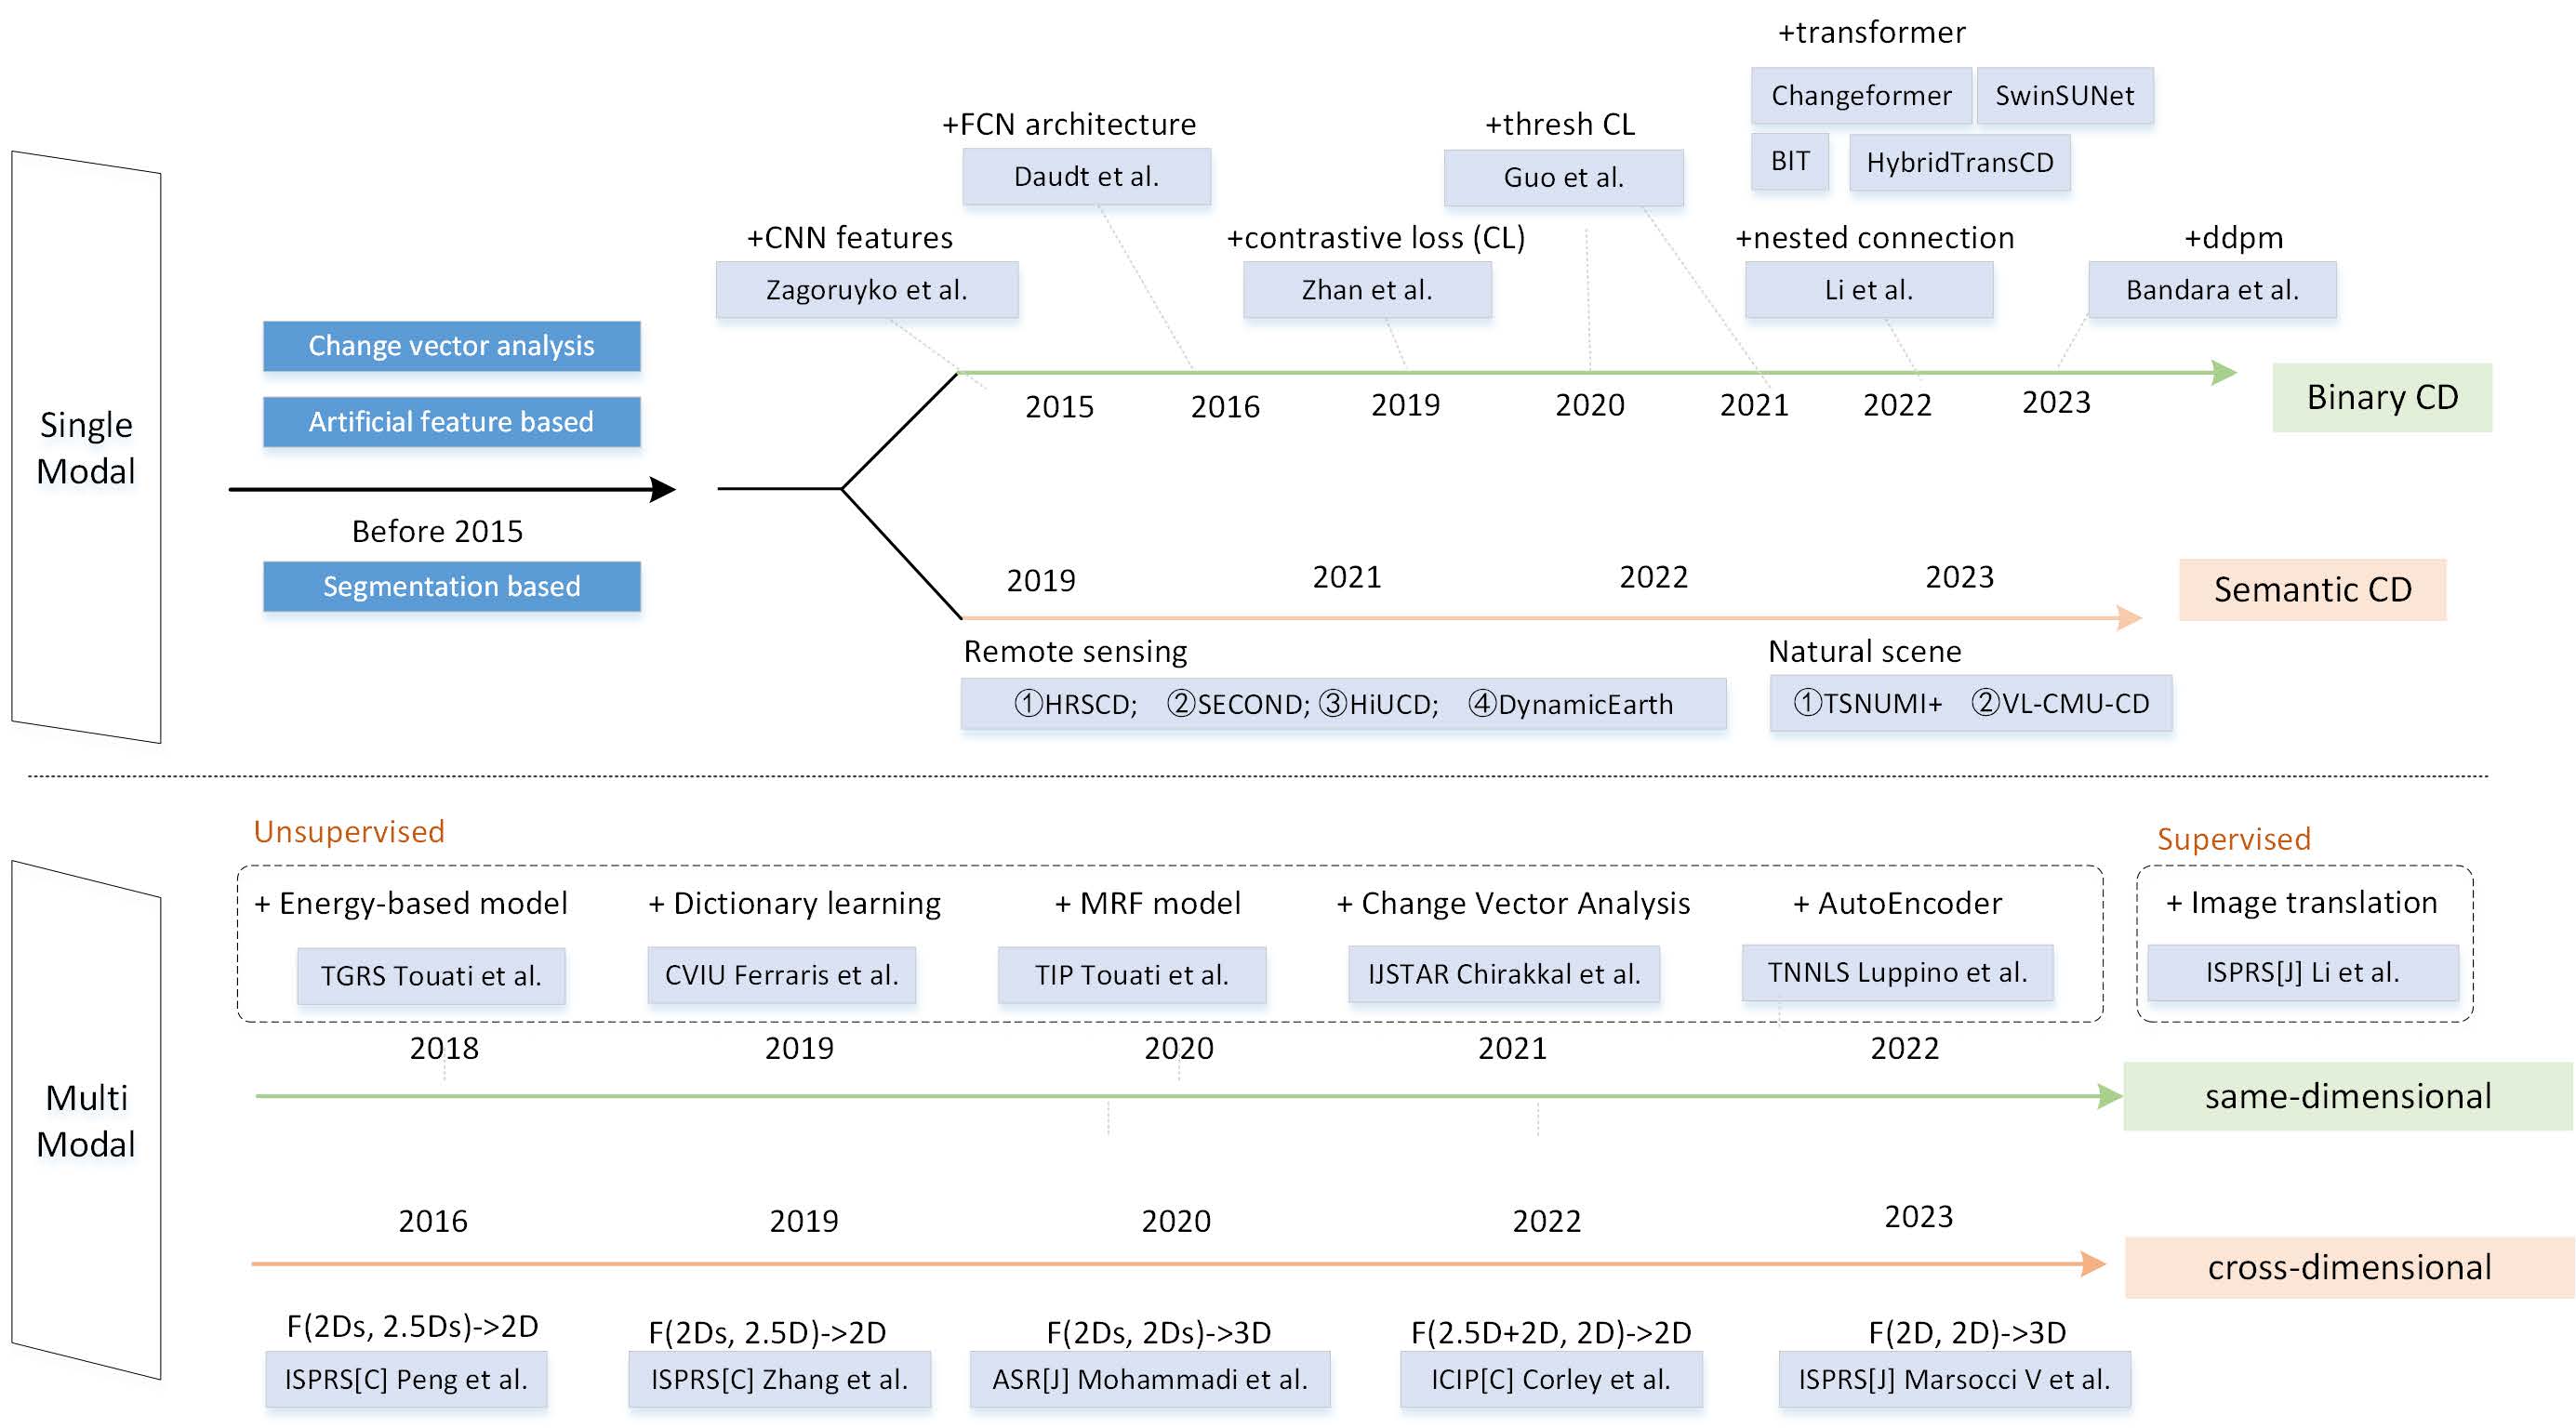 +transformer
Changeformer
SwinSUNet
BIT
HybridTransCD
+FCN architecture
Daudt et al.
+thresh CL
Guo et al.
+CNN features
Zagoruyko et al.
+contrastive loss (CL)
Zhan et al.
+nested connection
Li et al.
+ddpm
Bandara et al.
Single
Modal
Change vector analysis
Artificial feature based
Before 2015
Segmentation based
2015
2016
2019
2020
2021
2022
2023
Binary CD
2019
2021
2022
2023
Semantic CD
Remote sensing
①HRSCD; ②SECOND; ③HiUCD; ④DynamicEarth
Natural scene
①TSNUMI+ ②VL-CMU-CD
Multi
Modal
Unsupervised
Supervised
+ Energy-based model
TGRS Touati et al.
+ Dictionary learning
CVIU Ferraris et al.
+ MRF model
TIP Touati et al.
+ Change Vector Analysis
IJSTAR Chirakkal et al.
+ AutoEncoder
TNNLS Luppino et al.
+ Image translation
ISPRS[J] Li et al.
2018
2019
2020
2021
2022
same-dimensional
2016
2019
2020
2022
2023
cross-dimensional
F(2Ds, 2.5Ds)->2D
ISPRS[C] Peng et al.
F(2Ds, 2.5D)->2D
ISPRS[C] Zhang et al.
F(2Ds, 2Ds)->3D
ASR[J] Mohammadi et al.
F(2.5D+2D, 2D)->2D
ICIP[C] Corley et al.
F(2D, 2D)->3D
ISPRS[J] Marsocci V et al.